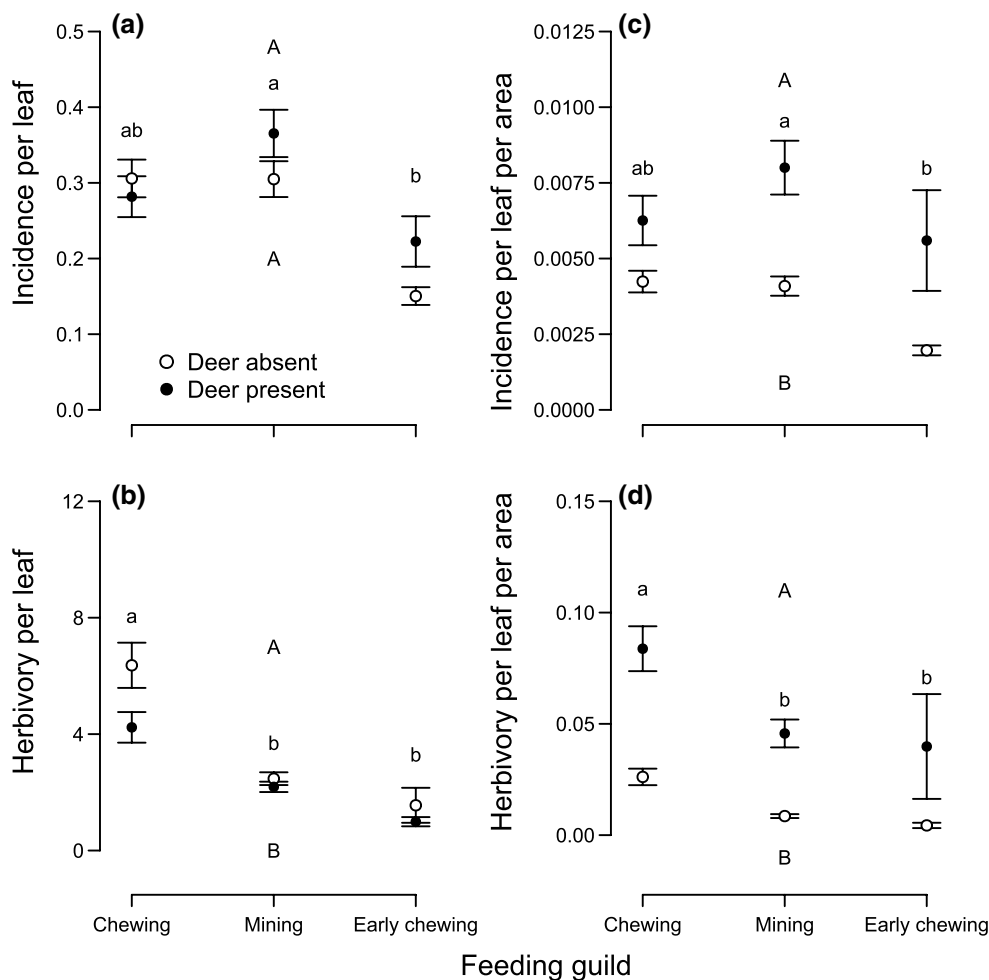 (a)
Incidence per leaf
0.5
0.4
0.3
0.2
0.1
0.0
ab
A
a
b
A
Deer absent
Deer present
(c)
Incidence per leaf per area
0.0125
0.0100
0.0075
0.0050
0.0025
0.0000
ab
A
a
b
B
(b)
Herbivory per leaf
12
8
4
0
a
A
b
b
B
Chewing
Mining
Early chewing
(d)
Herbivory per leaf per area
0.15
0.10
0.05
0.00
a
A
b
b
B
Chewing
Mining
Early chewing
Feeding guild